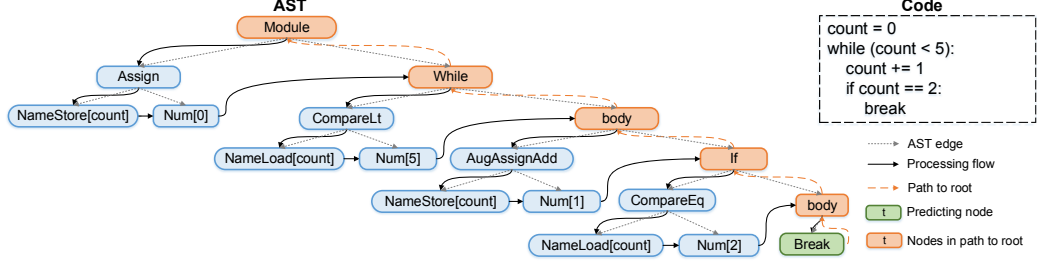 AST
Code
Module
count = 0
while (count < 5):
count += 1
if count == 2:
break
Assign
While
NameStore[count]
Num[0]
CompareLt
body
NameLoad[count]
Num[5]
AugAssignAdd
If
NameStore[count]
Num[1]
CompareEq
body
NameLoad[count]
Num[2]
Break
AST edge
Processing flow
Path to root
t Predicting node
t Nodes in path to root